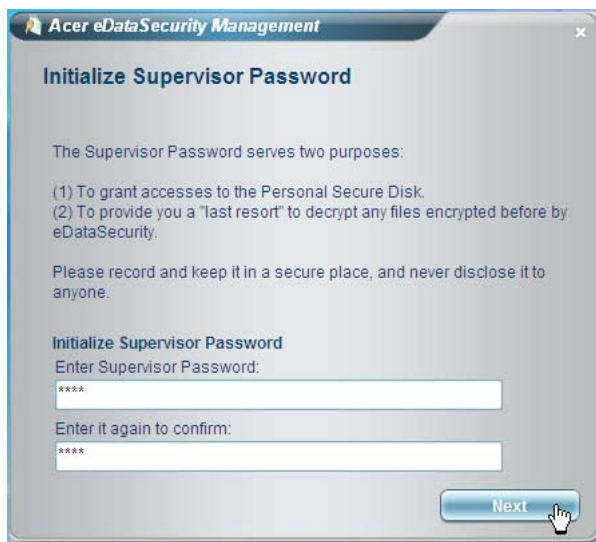 Acer eDataSecurity Management
x
Initialize Supervisor Password
The Supervisor Password serves two purposes:
(1) To grant accesses to the Personal Secure Disk.
(2) To provide you a "last resort" to decrypt any files encrypted before by
eDataSecurity.
Please record and keep it in a secure place, and never disclose it to
anyone.
Initialize Supervisor Password
Enter Supervisor Password:
****
Enter it again to confirm:
****
Next